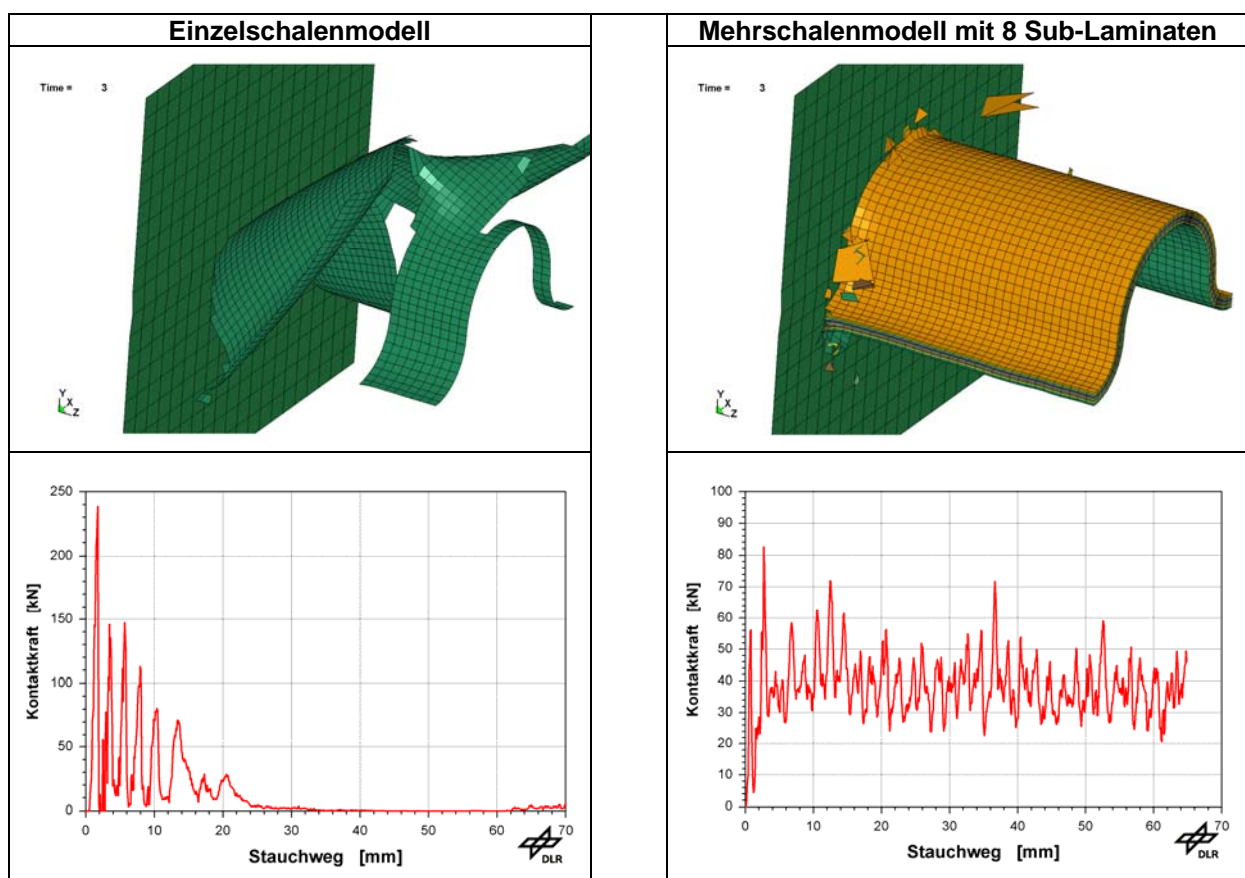 Einzelschalenmodell
Mehrschalenmodell mit 8 Sub-Laminaten
Time = 3
Y
X
Z
Time = 3
Y
X
Z
250
200
150
100
50
0
Kontaktkraft [kN]
0 10 20 30 40 50 60 70
Stauchweg [mm]
DLR
100
90
80
70
60
50
40
30
20
10
0
Kontaktkraft [kN]
0 10 20 30 40 50 60 70
Stauchweg [mm]
DLR